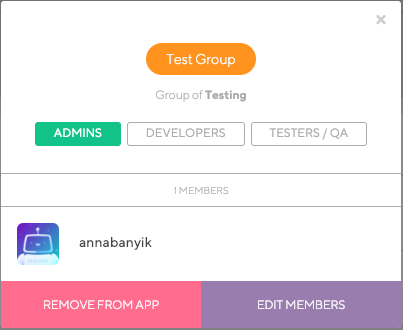 Test Group
Group of Testing
ADMINS DEVELOPERS TESTERS / QA
1 MEMBERS
annabanyik
REMOVE FROM APP EDIT MEMBERS